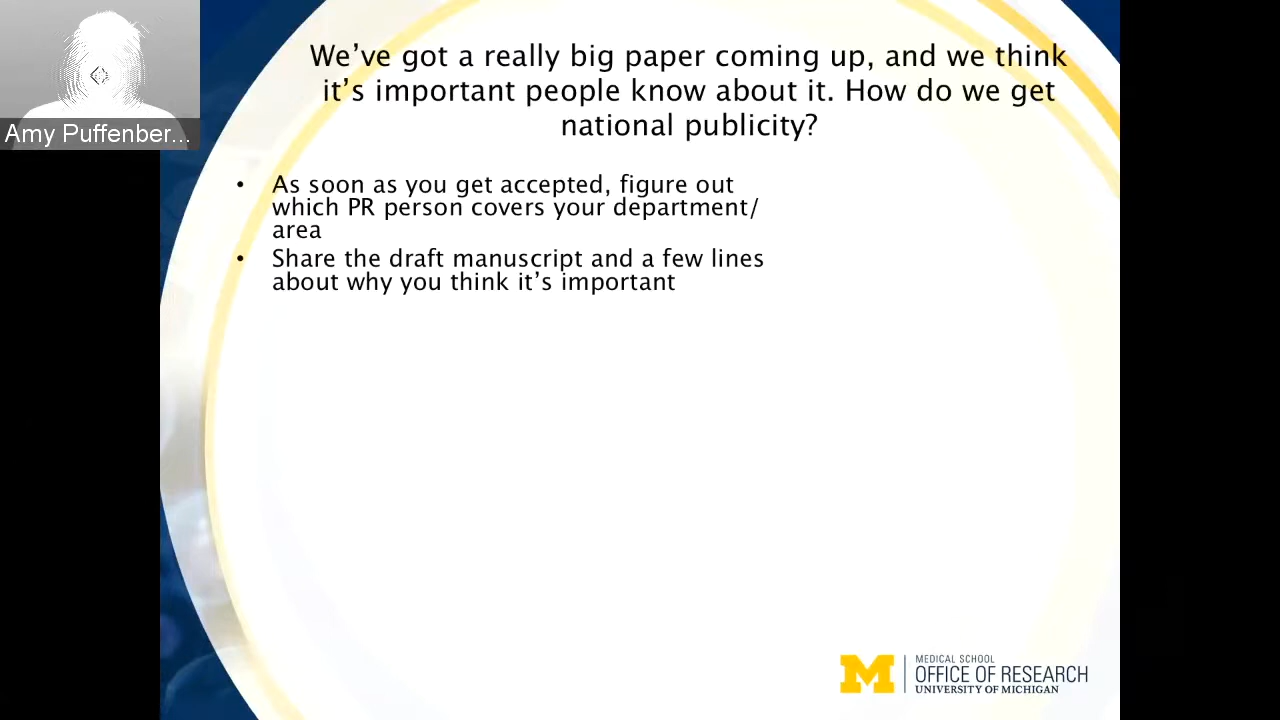 Amy Puffenber...
We’ve got a really big paper coming up, and we think
it’s important people know about it. How do we get
national publicity?
• As soon as you get accepted, figure out
which PR person covers your department/
area
• Share the draft manuscript and a few lines
about why you think it’s important
M
MEDICAL SCHOOL
OFFICE OF RESEARCH
UNIVERSITY OF MICHIGAN